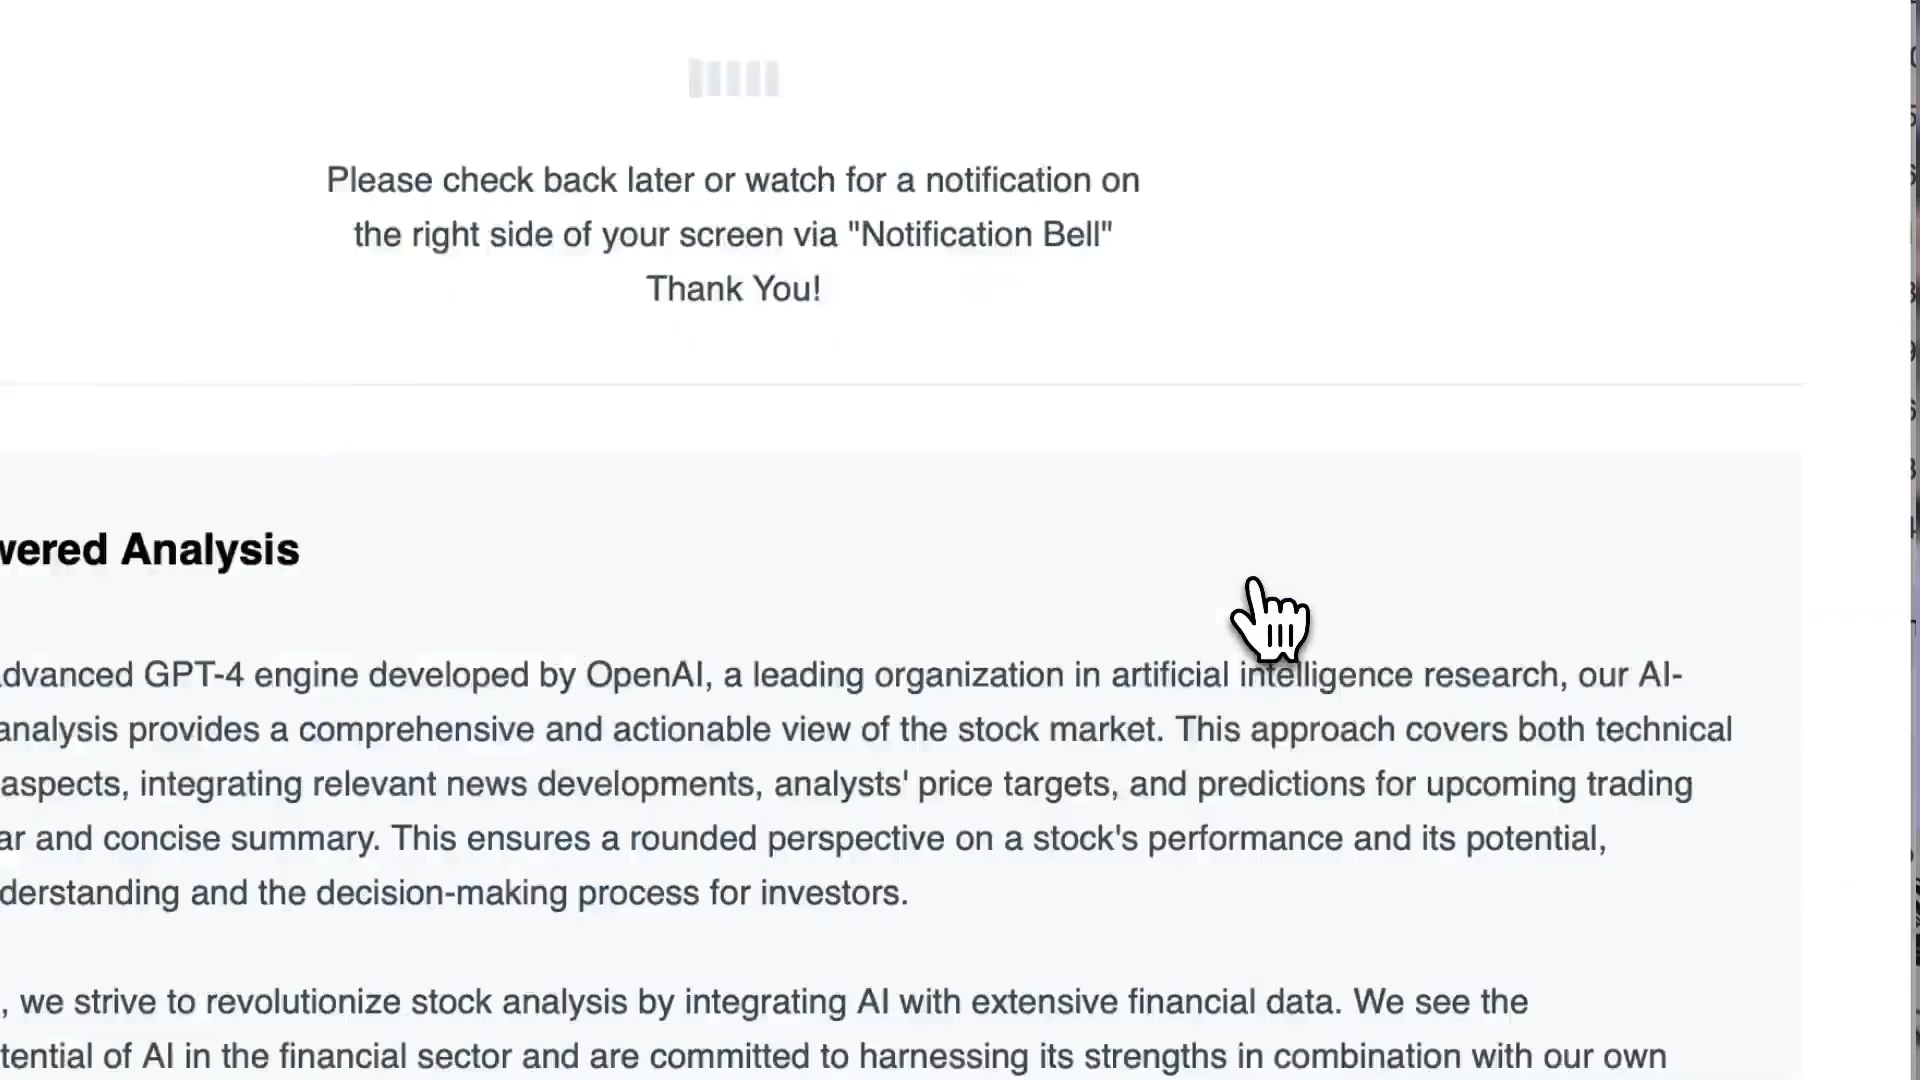 Please check back later or watch for a notification on
the right side of your screen via "Notification Bell"
Thank You!
wered Analysis
dvanced GPT-4 engine developed by OpenAI, a leading organization in artificial intelligence research, our AI-
analysis provides a comprehensive and actionable view of the stock market. This approach covers both technical
aspects, integrating relevant news developments, analysts' price targets, and predictions for upcoming trading
ar and concise summary. This ensures a rounded perspective on a stock's performance and its potential,
derstanding and the decision-making process for investors.
, we strive to revolutionize stock analysis by integrating AI with extensive financial data. We see the
tential of AI in the financial sector and are committed to harnessing its strengths in combination with our own